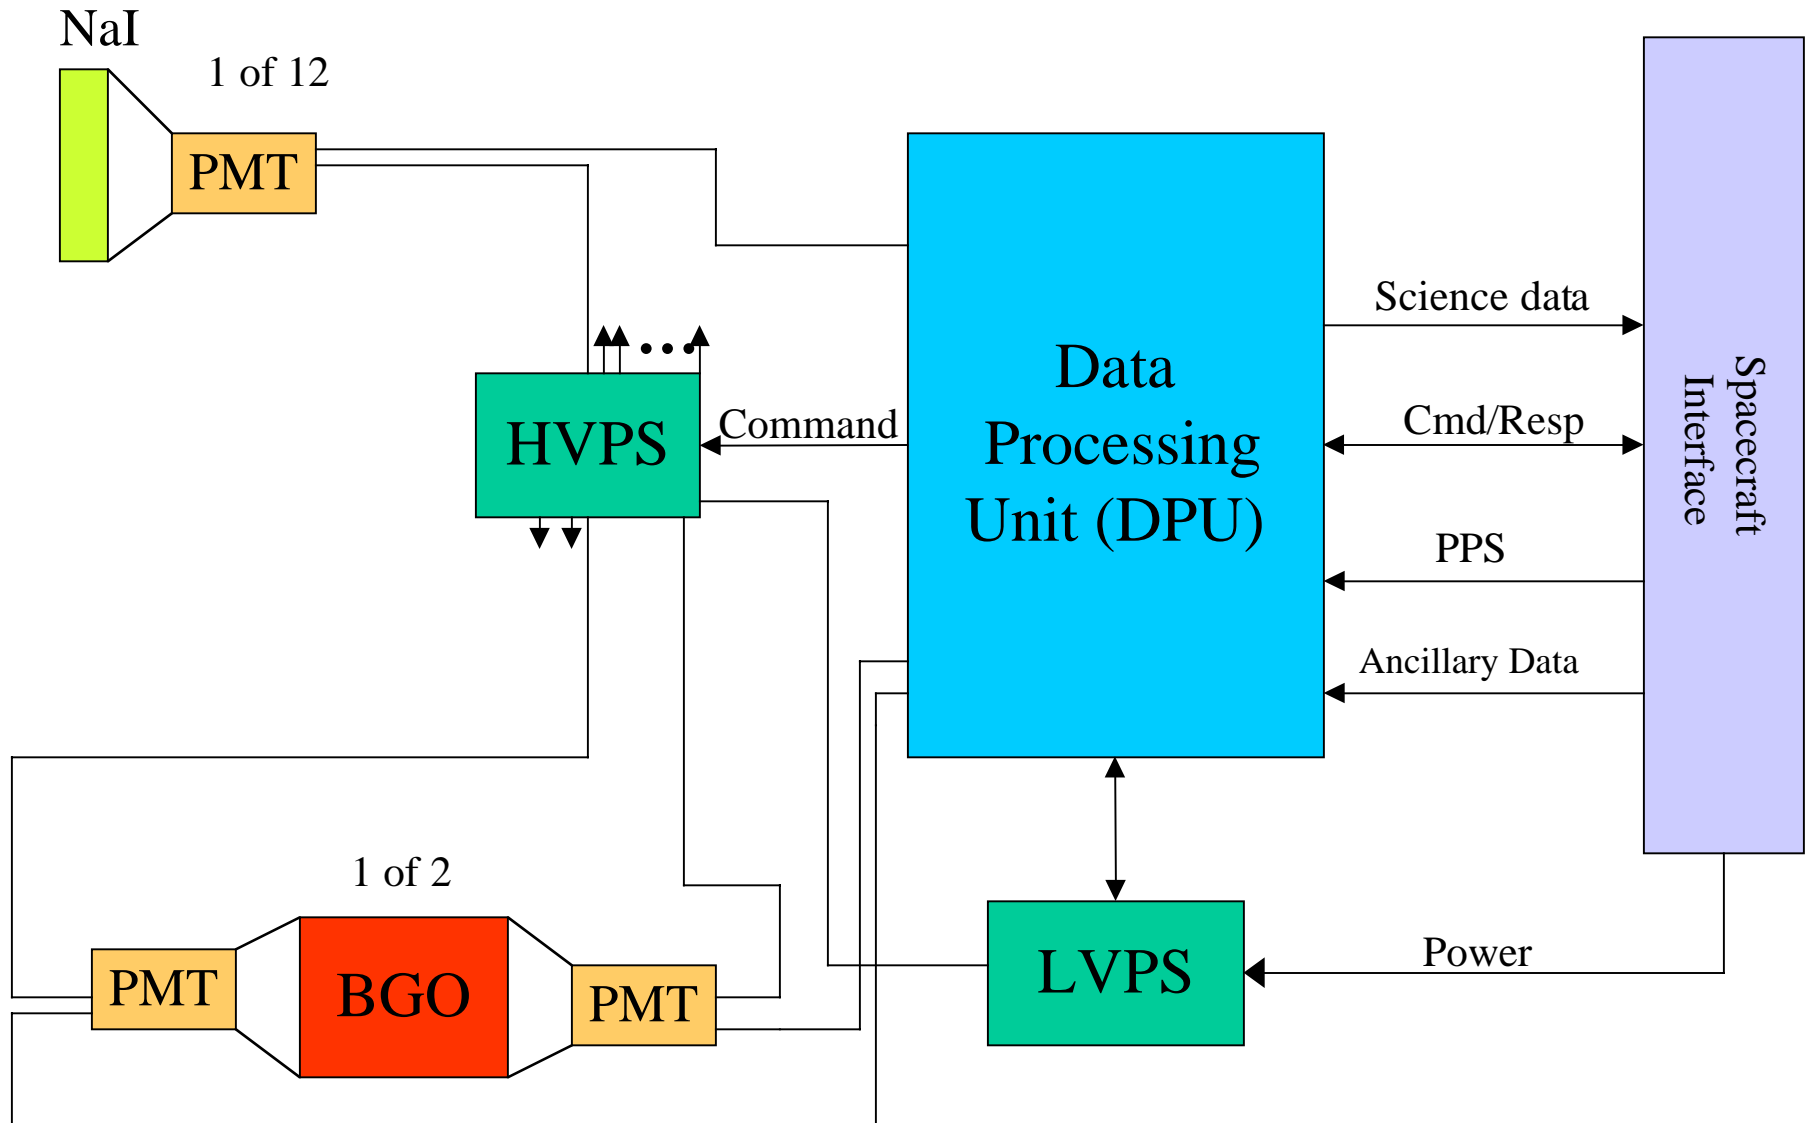 NaI
1 of 12
PMT
Science data
Data
Processing
Unit (DPU)
HVPS
Command
Cmd/Resp
Spacecraft
Interface
PPS
Ancillary Data
1 of 2
PMT
BGO
PMT
LVPS
Power